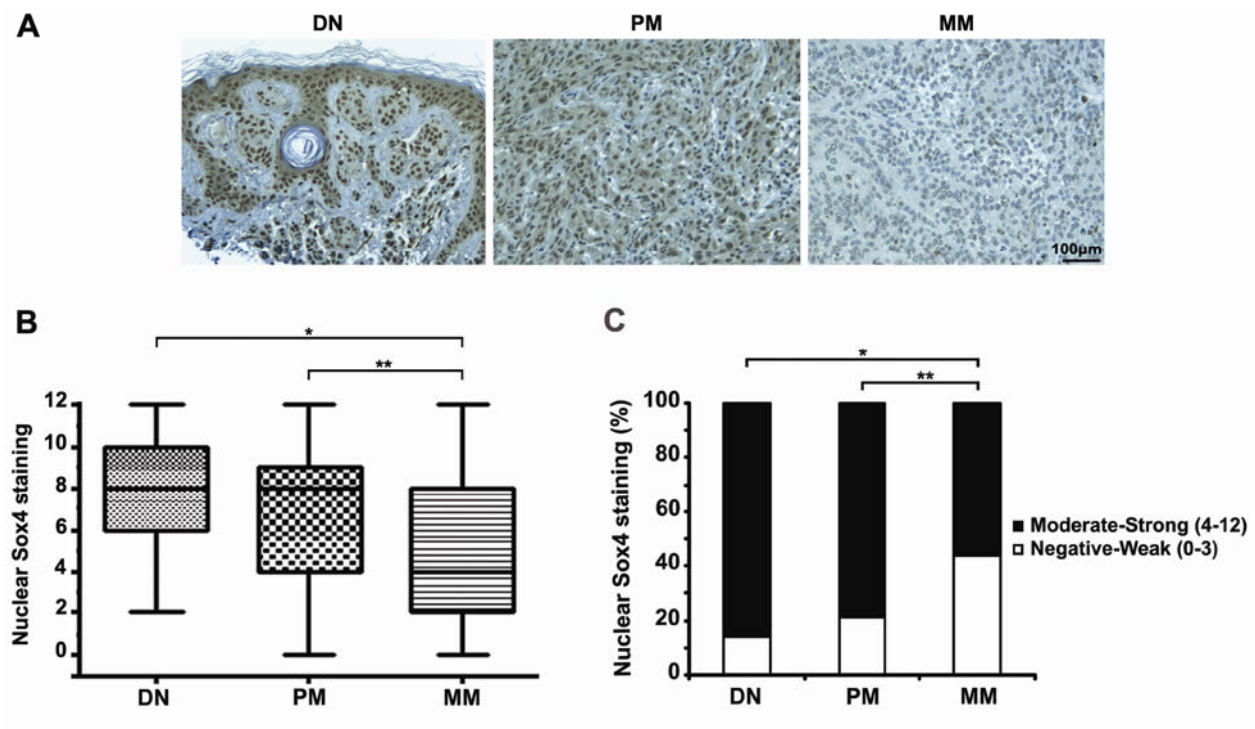 A
DN
PM
MM
100µm
B
*
**
Nuclear Sox4 staining
12
10
8
6
4
2
0
DN
PM
MM
C
*
**
Nuclear Sox4 staining (%)
100
80
60
40
20
0
DN
PM
MM
Moderate-Strong (4-12)
Negative-Weak (0-3)